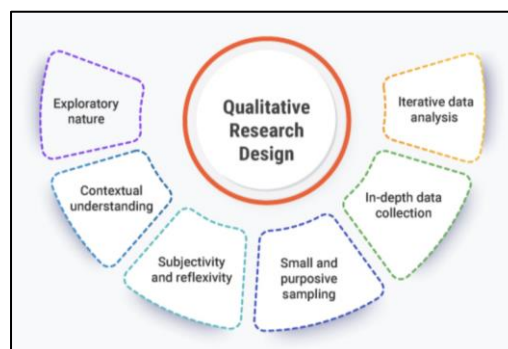 Qualitative
Research
Design
Exploratory
nature
Contextual
understanding
Subjectivity
and reflexivity
Small and
purposive
sampling
In-depth data
collection
Iterative data
analysis